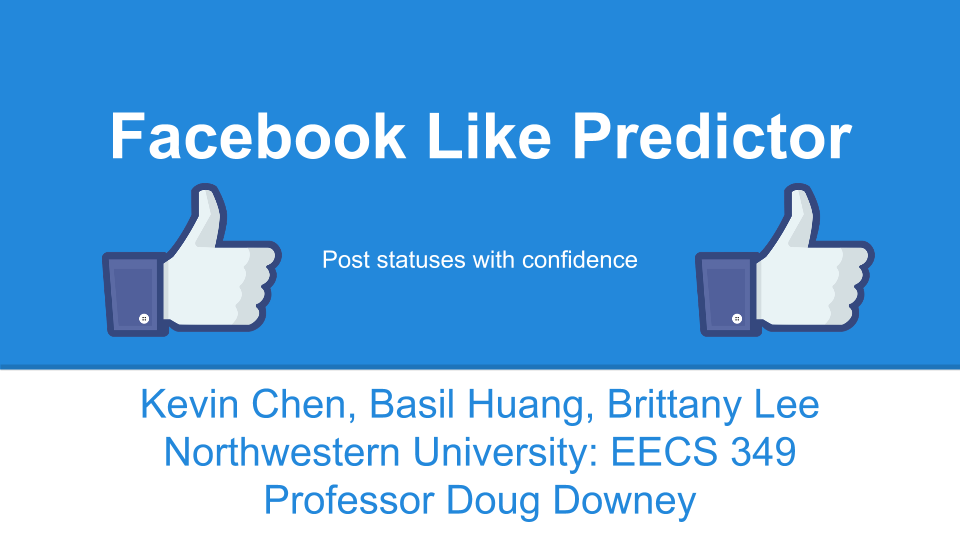 Facebook Like Predictor
Post statuses with confidence
Kevin Chen, Basil Huang, Brittany Lee
Northwestern University: EECS 349
Professor Doug Downey